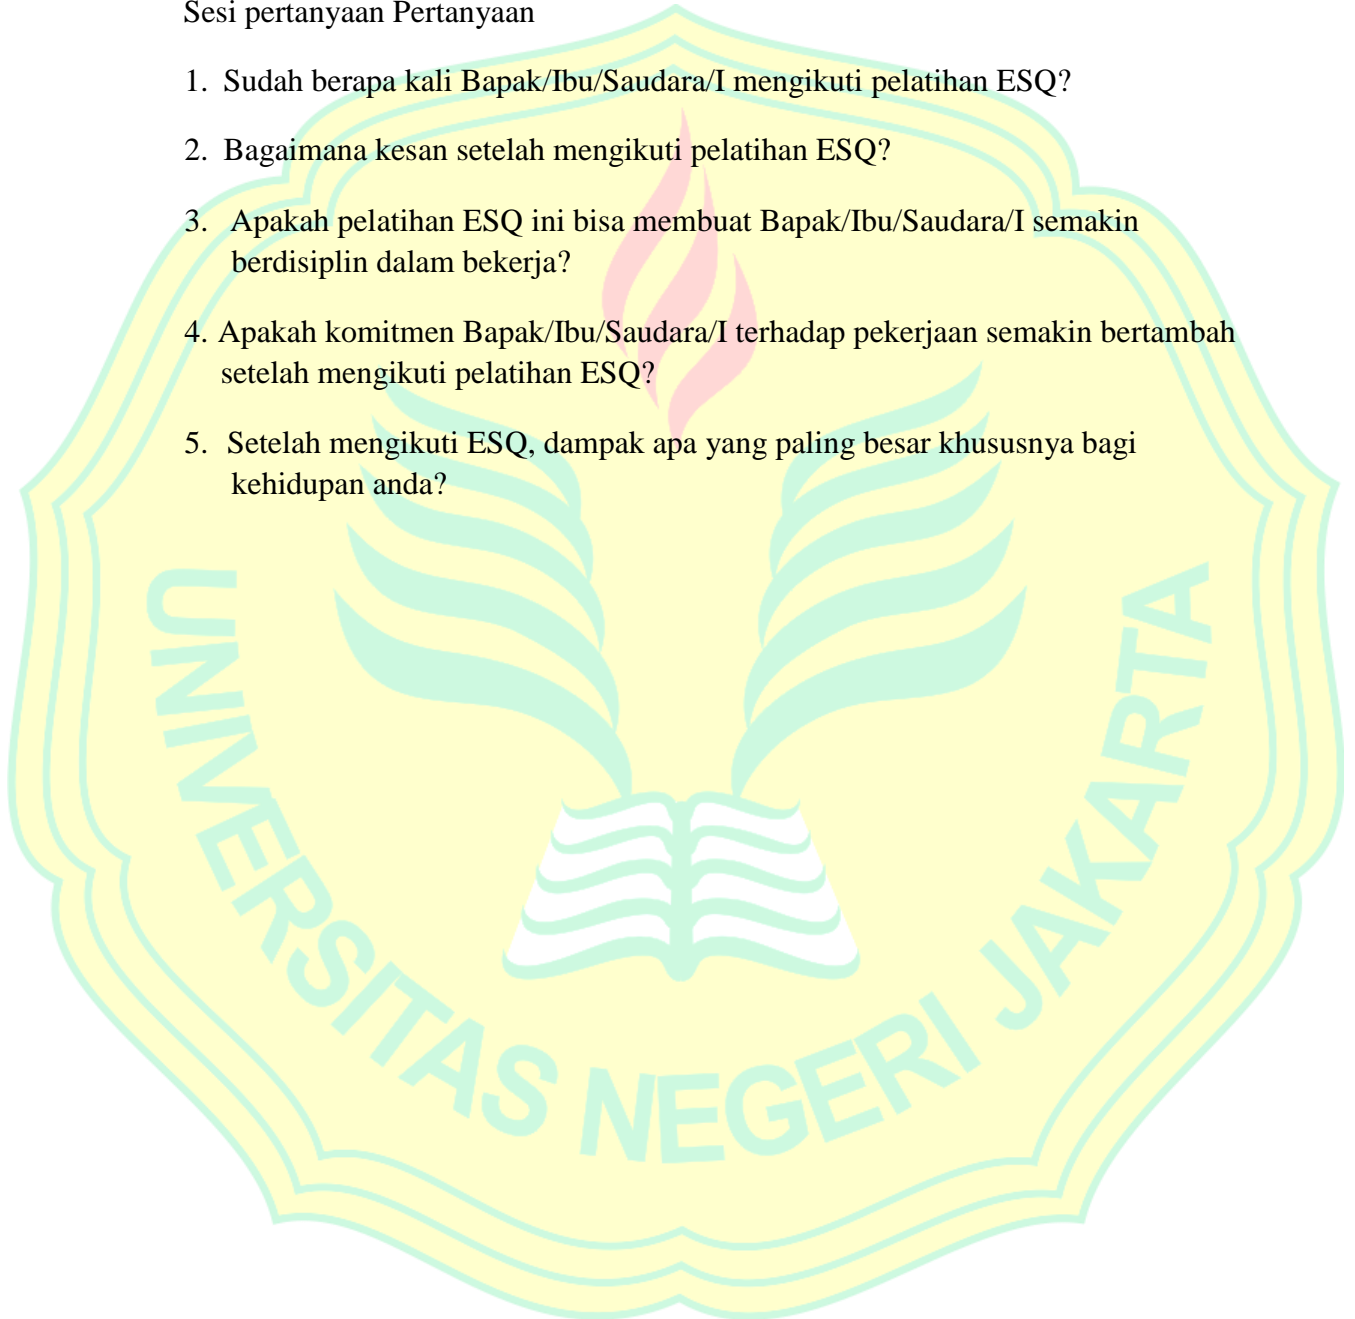 Sesi pertanyaan Pertanyaan
1. Sudah berapa kali Bapak/Ibu/Saudara/I mengikuti pelatihan ESQ?
2. Bagaimana kesan setelah mengikuti pelatihan ESQ?
3. Apakah pelatihan ESQ ini bisa membuat Bapak/Ibu/Saudara/I semakin
berdisiplin dalam bekerja?
4. Apakah komitmen Bapak/Ibu/Saudara/I terhadap pekerjaan semakin bertambah
setelah mengikuti pelatihan ESQ?
5. Setelah mengikuti ESQ, dampak apa yang paling besar khususnya bagi
kehidupan anda?
UNIVERSITAS NEGERI JAKARTA